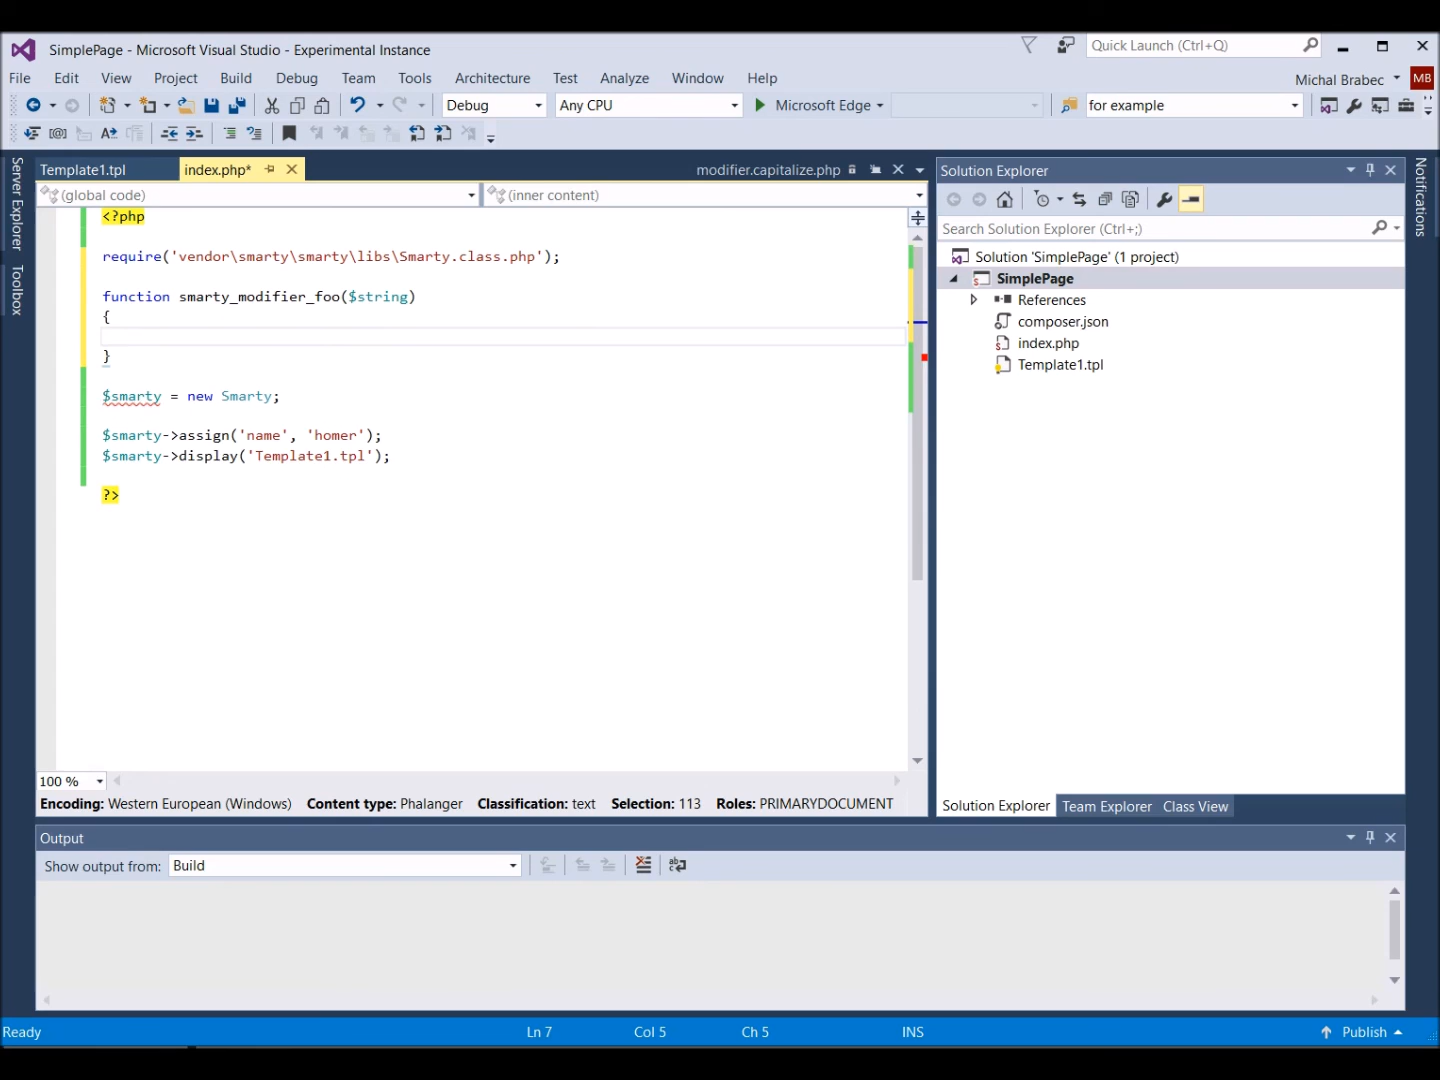 SimplePage - Microsoft Visual Studio - Experimental Instance
Quick Launch (Ctrl+Q)
File Edit View Project Build Debug Team Tools Architecture Test Analyze Window Help
Michal Brabec MB
Debug Any CPU Microsoft Edge for example
Server Explorer
Toolbox
Template1.tpl index.php* modifier.capitalize.php
(global code) (inner content)
<?php
require('vendor\smarty\smarty\libs\Smarty.class.php');
function smarty_modifier_foo($string)
{
}
$smarty = new Smarty;
$smarty->assign('name', 'homer');
$smarty->display('Template1.tpl');
?>
100 %
Encoding: Western European (Windows) Content type: Phalanger Classification: text Selection: 113 Roles: PRIMARYDOCUMENT
Solution Explorer
Search Solution Explorer (Ctrl+;)
Solution 'SimplePage' (1 project)
SimplePage
References
composer.json
index.php
Template1.tpl
Solution Explorer Team Explorer Class View
Notifications
Output
Show output from: Build
Ready Ln 7 Col 5 Ch 5 INS Publish